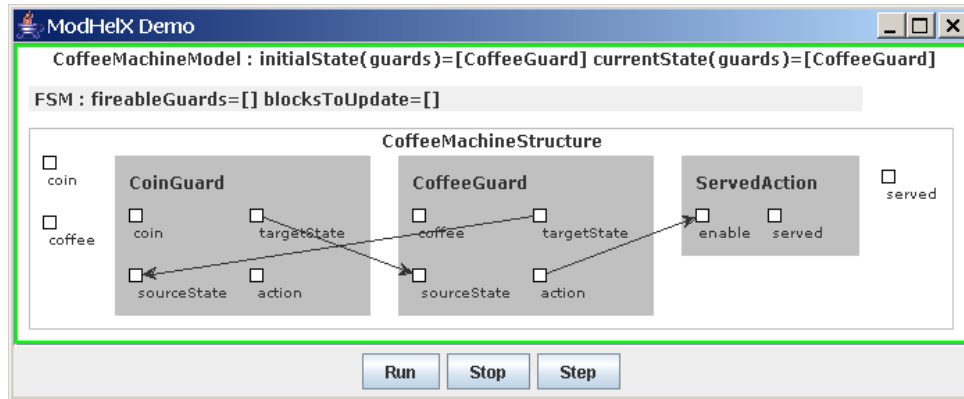 ModHelX Demo
CoffeeMachineModel : initialState(guards)=[CoffeeGuard] currentState(guards)=[CoffeeGuard]
FSM : fireableGuards=[] blocksToUpdate=[]
CoffeeMachineStructure
coin
coffee
CoinGuard
coin
targetState
sourceState
action
CoffeeGuard
coffee
targetState
sourceState
action
ServedAction
enable
served
served
Run
Stop
Step